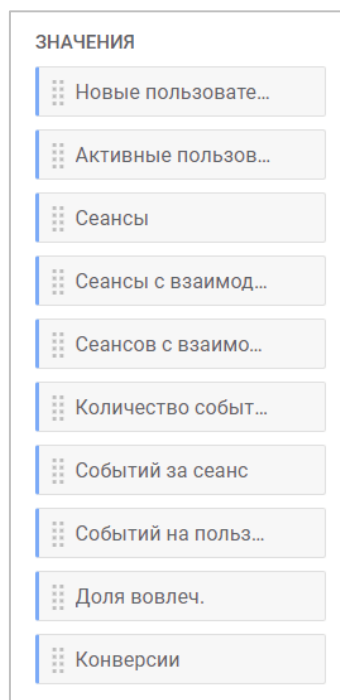 ЗНАЧЕНИЯ
Новые пользовате...
Активные пользов...
Сеансы
Сеансы с взаимод...
Сеансов с взаимо...
Количество событ...
Событий за сеанс
Событий на польз...
Доля вовлеч.
Конверсии